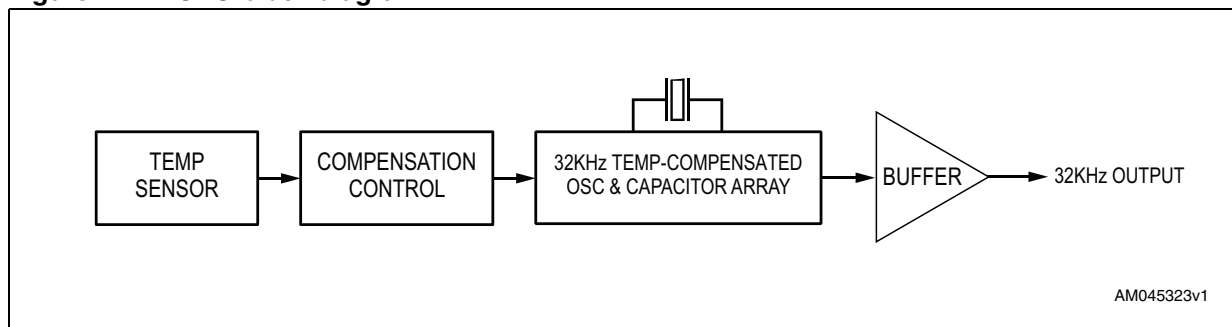 TEMP
SENSOR
COMPENSATION
CONTROL
32KHz TEMP-COMPENSATED
OSC & CAPACITOR ARRAY
BUFFER
32KHz OUTPUT
AM045323v1